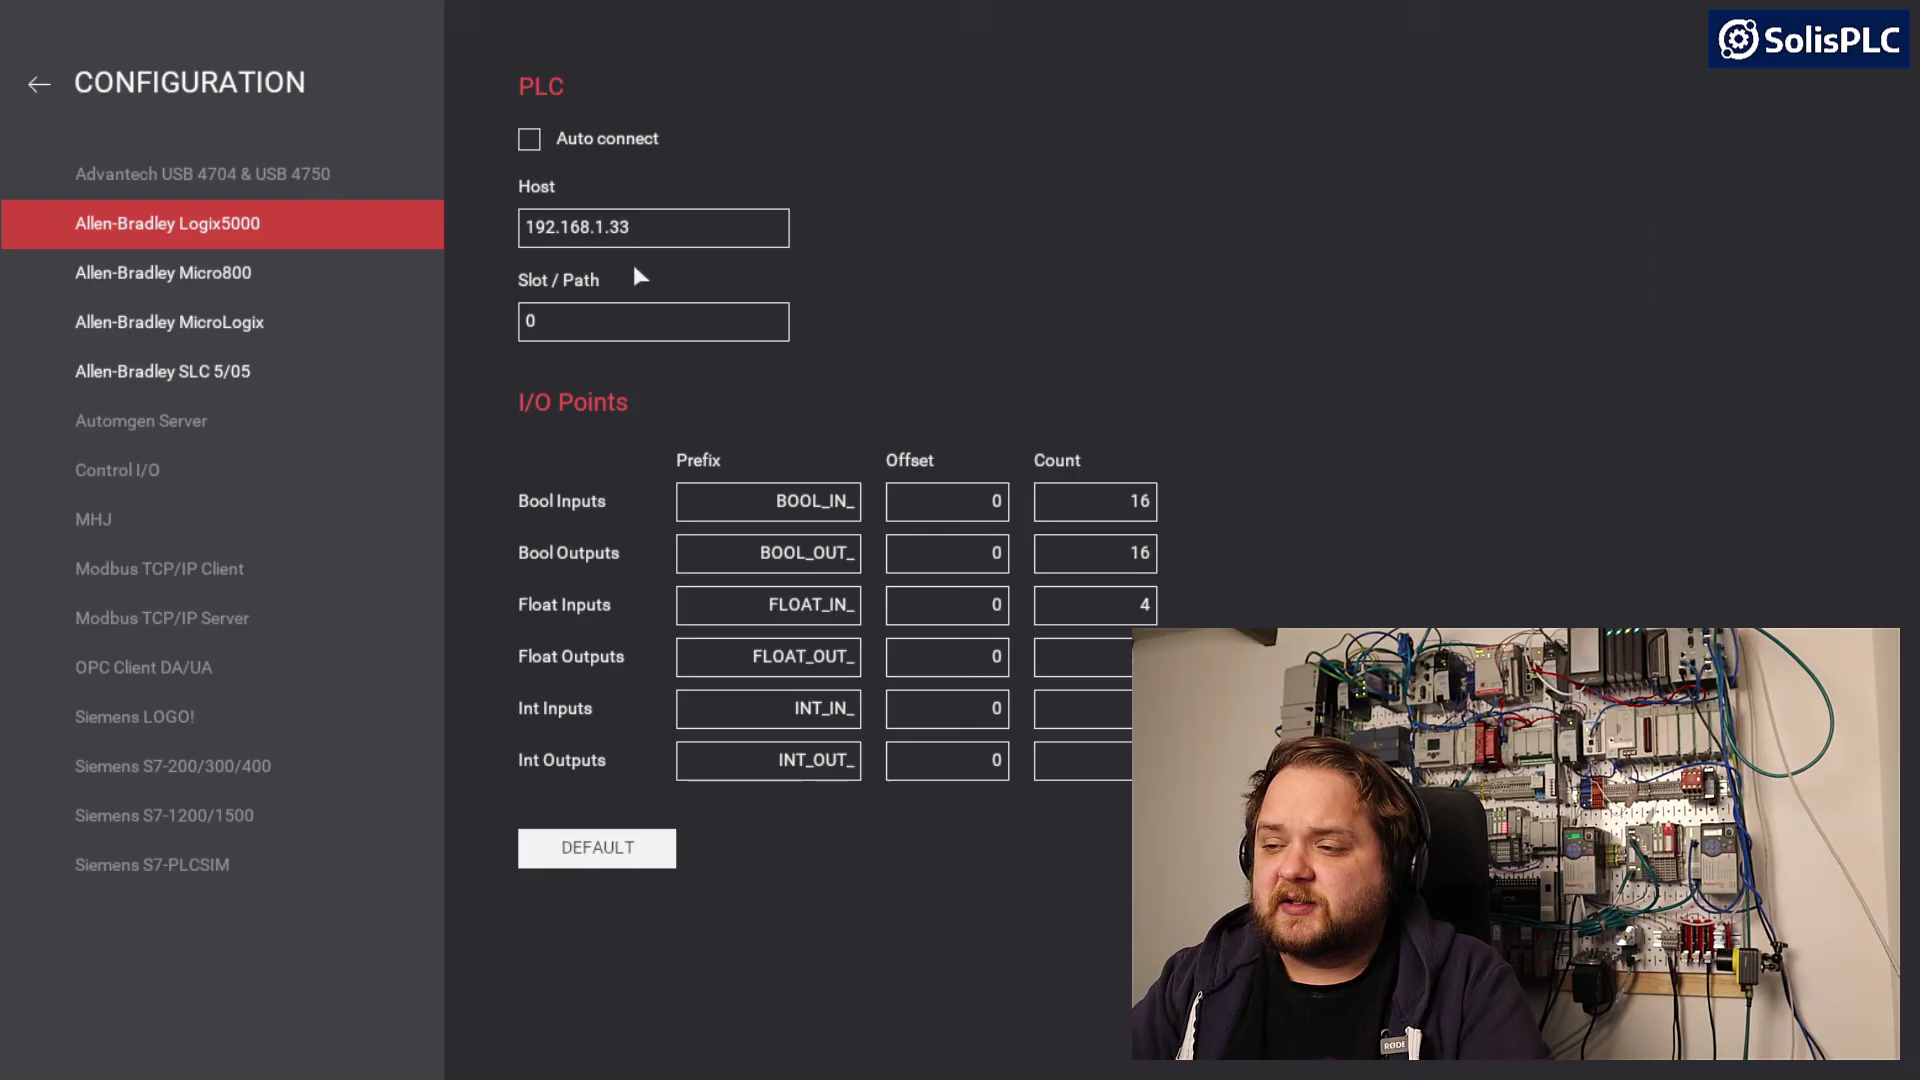 SolisPLC
CONFIGURATION
Advantech USB 4704 & USB 4750
Allen-Bradley Logix5000
Allen-Bradley Micro800
Allen-Bradley MicroLogix
Allen-Bradley SLC 5/05
Automgen Server
Control I/O
MHJ
Modbus TCP/IP Client
Modbus TCP/IP Server
OPC Client DA/UA
Siemens LOGO!
Siemens S7-200/300/400
Siemens S7-1200/1500
Siemens S7-PLCSIM
PLC
Auto connect
Host
192.168.1.33
Slot / Path
0
I/O Points
Prefix Offset Count
Bool Inputs BOOL_IN_ 0 16
Bool Outputs BOOL_OUT_ 0 16
Float Inputs FLOAT_IN_ 0 4
Float Outputs FLOAT_OUT_ 0
Int Inputs INT_IN_ 0
Int Outputs INT_OUT_ 0
DEFAULT
RØDE